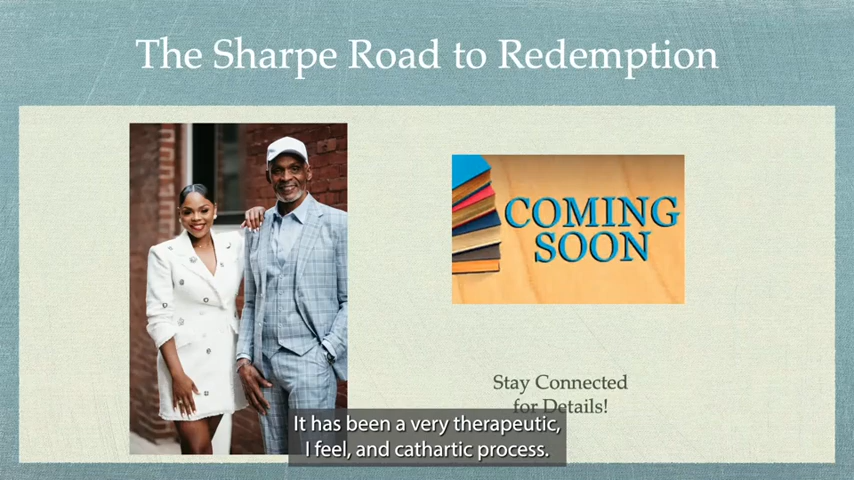 The Sharpe Road to Redemption
COMING
SOON
Stay Connected
for Details!
It has been a very therapeutic,
I feel, and cathartic process.